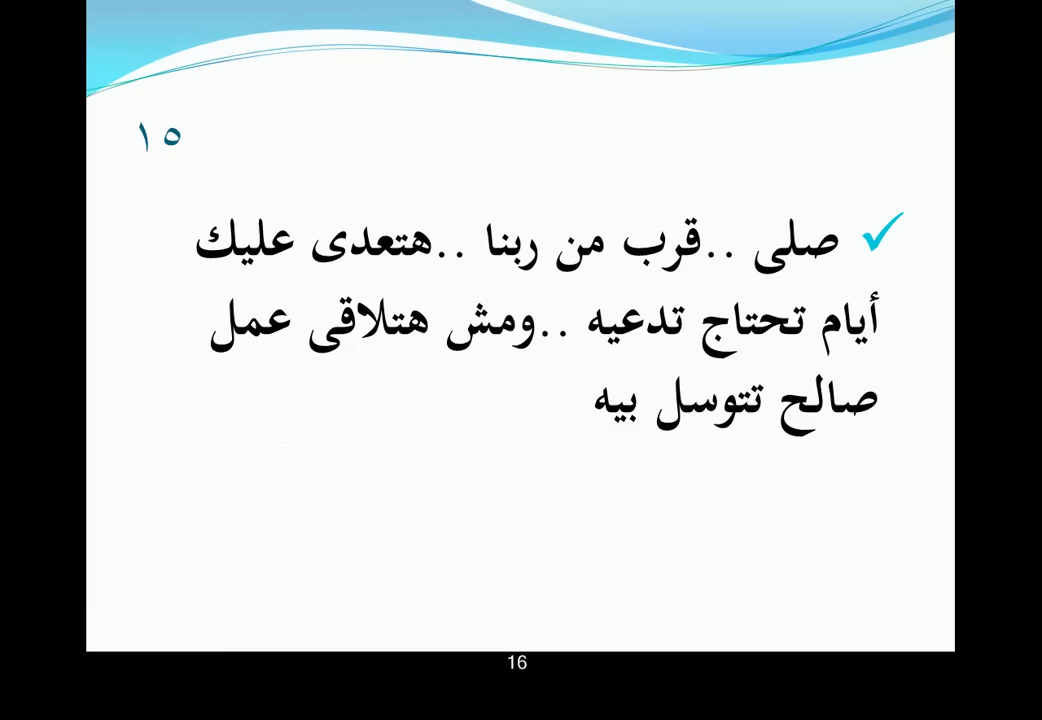 ١٥
✓ صلى ..قرب من ربنا ..هتعدى عليك
أيام تحتاج تدعيه ..ومش هتلاقى عمل
صالح تتوسل بيه
16